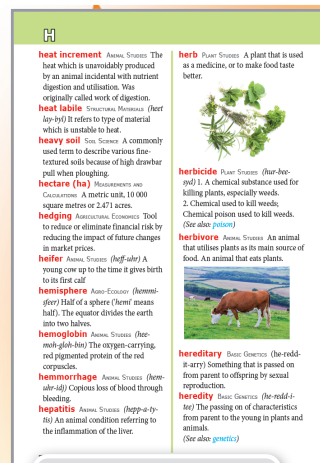 H
heat increment Animal Studies The
heat which is unavoidably produced
by an animal incidental with nutrient
digestion and utilisation. Was
originally called work of digestion.
heat labile Structural Materials (heet
lay-byl) It refers to type of material
which is unstable to heat.
heavy soil Soil Science A commonly
used term to describe various fine-
textured soils because of high drawbar
pull when ploughing.
hectare (ha) Measurements and
Calculations A metric unit, 10 000
square metres or 2.471 acres.
hedging Agricultural Economics Tool
to reduce or eliminate financial risk by
reducing the impact of future changes
in market prices.
heifer Animal Studies (heff-uhr) A
young cow up to the time it gives birth
to its first calf
hemisphere Agro-Ecology (hemmi-
sfeer) Half of a sphere ('hemi' means
half). The equator divides the earth
into two halves.
hemoglobin Animal Studies (hee-
moh-gloh-bin) The oxygen-carrying,
red pigmented protein of the red
corpuscles.
hemmorrhage Animal Studies (hem-
uhr-idj) Copious loss of blood through
bleeding.
hepatitis Animal Studies (hepp-a-ty-
tis) An animal condition referring to
the inflammation of the liver.
herb Plant Studies A plant that is used
as a medicine, or to make food taste
better.
herbicide Plant Studies (hur-bee-
syd) 1. A chemical substance used for
killing plants, especially weeds.
2. Chemical used to kill weeds;
Chemical poison used to kill weeds.
(See also: poison)
herbivore Animal Studies An animal
that utilises plants as its main source of
food. An animal that eats plants.
hereditary Basic Genetics (he-redd-
it-arry) Something that is passed on
from parent to offspring by sexual
reproduction.
heredity Basic Genetics (he-redd-i-
tee) The passing on of characteristics
from parent to the young in plants and
animals.
(See also: genetics)